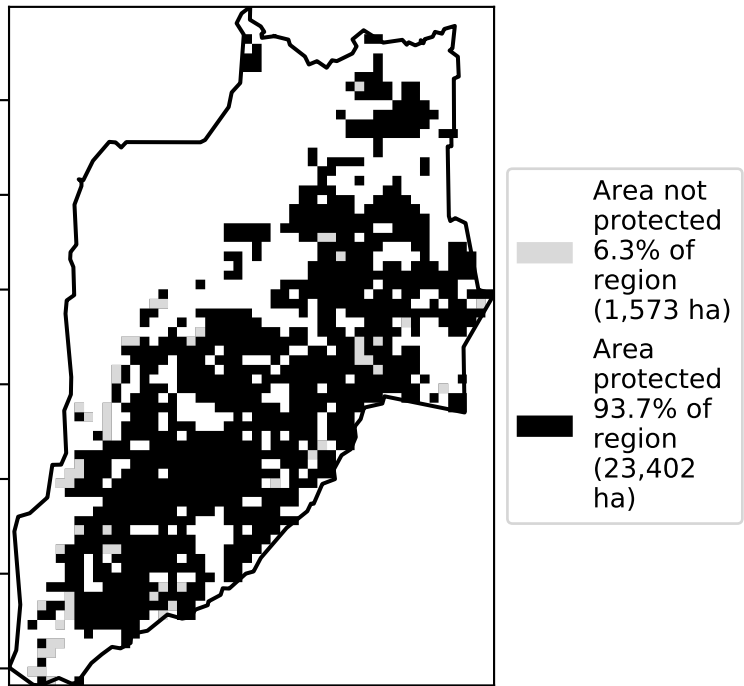 Area not
protected
6.3% of
region
(1,573 ha)
Area
protected
93.7% of
region
(23,402
ha)